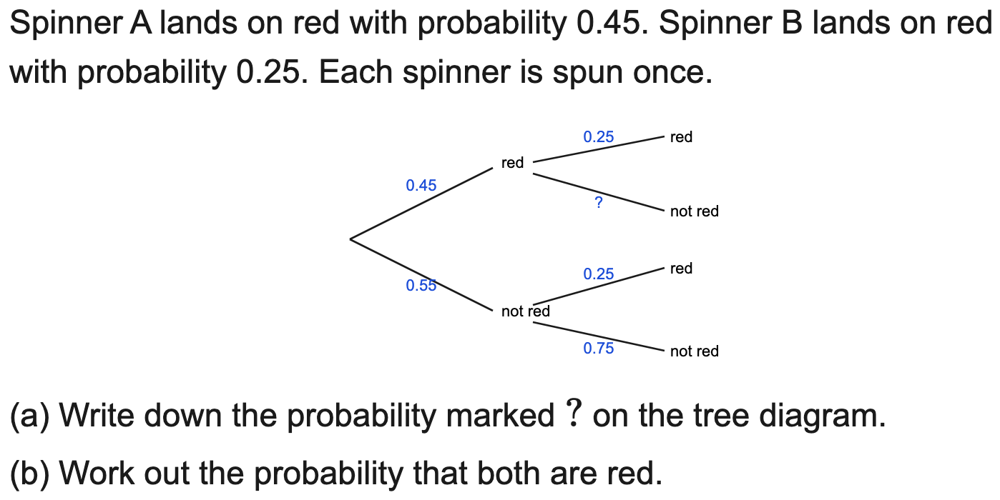 Spinner A lands on red with probability 0.45. Spinner B lands on red
with probability 0.25. Each spinner is spun once.
0.25
red
red
0.45
?
not red
0.25
red
0.55
not red
0.75
not red
(a) Write down the probability marked ? on the tree diagram.
(b) Work out the probability that both are red.